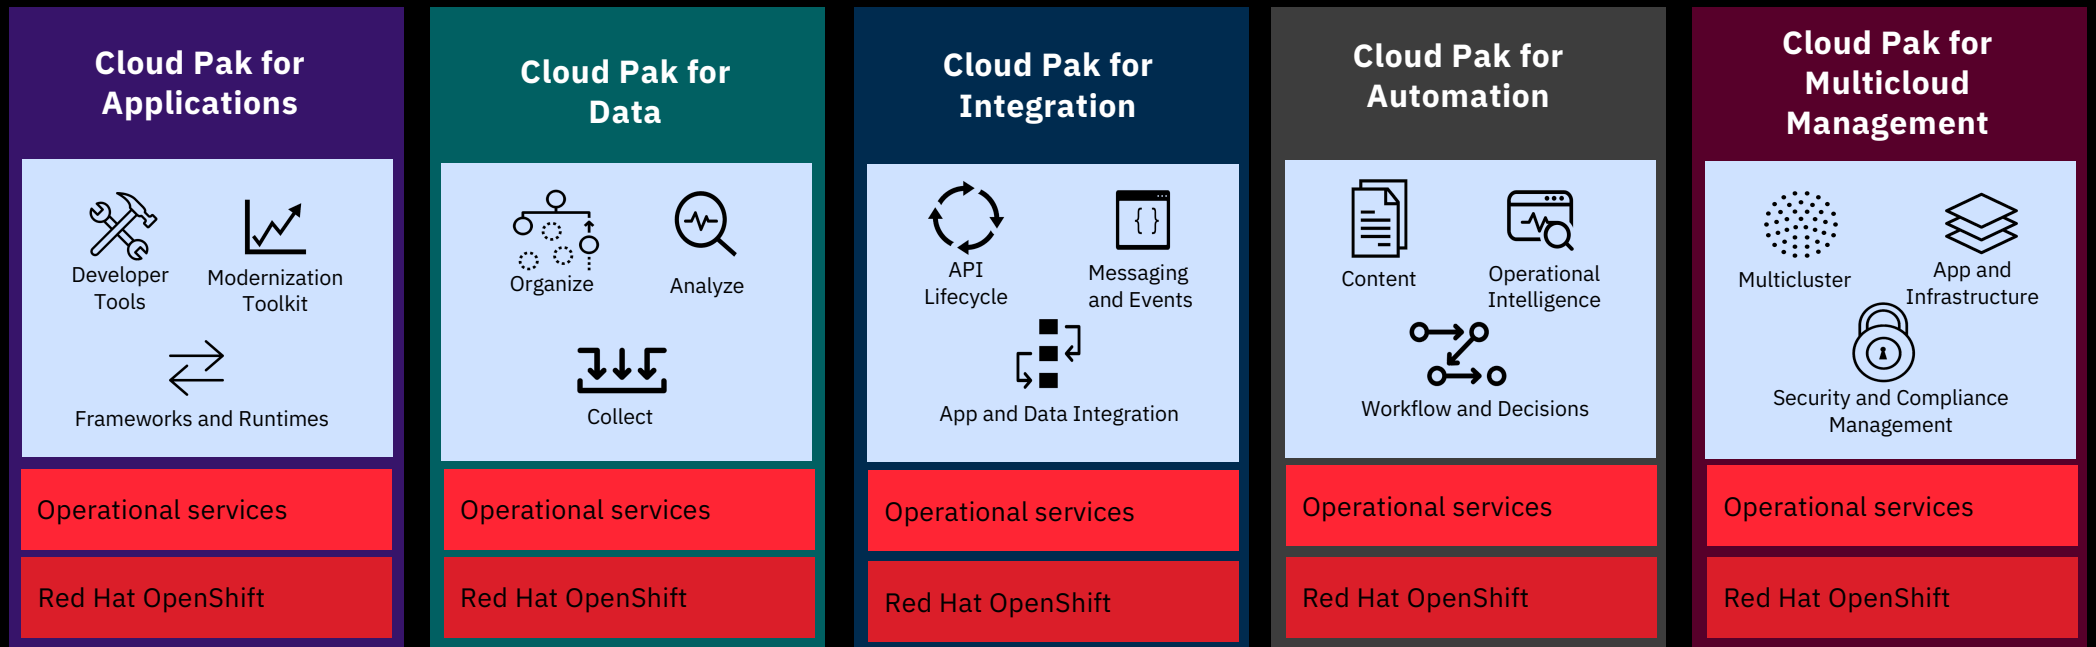 Cloud Pak for
Applications
Developer
Tools
Modernization
Toolkit
Frameworks and Runtimes
Operational services
Red Hat OpenShift
Cloud Pak for
Data
Organize
Analyze
Collect
Operational services
Red Hat OpenShift
Cloud Pak for
Integration
API
Lifecycle
{ }
Messaging
and Events
App and Data Integration
Operational services
Red Hat OpenShift
Cloud Pak for
Automation
Content
Operational
Intelligence
Workflow and Decisions
Operational services
Red Hat OpenShift
Cloud Pak for
Multicloud
Management
Multicluster
App and
Infrastructure
Security and Compliance
Management
Operational services
Red Hat OpenShift